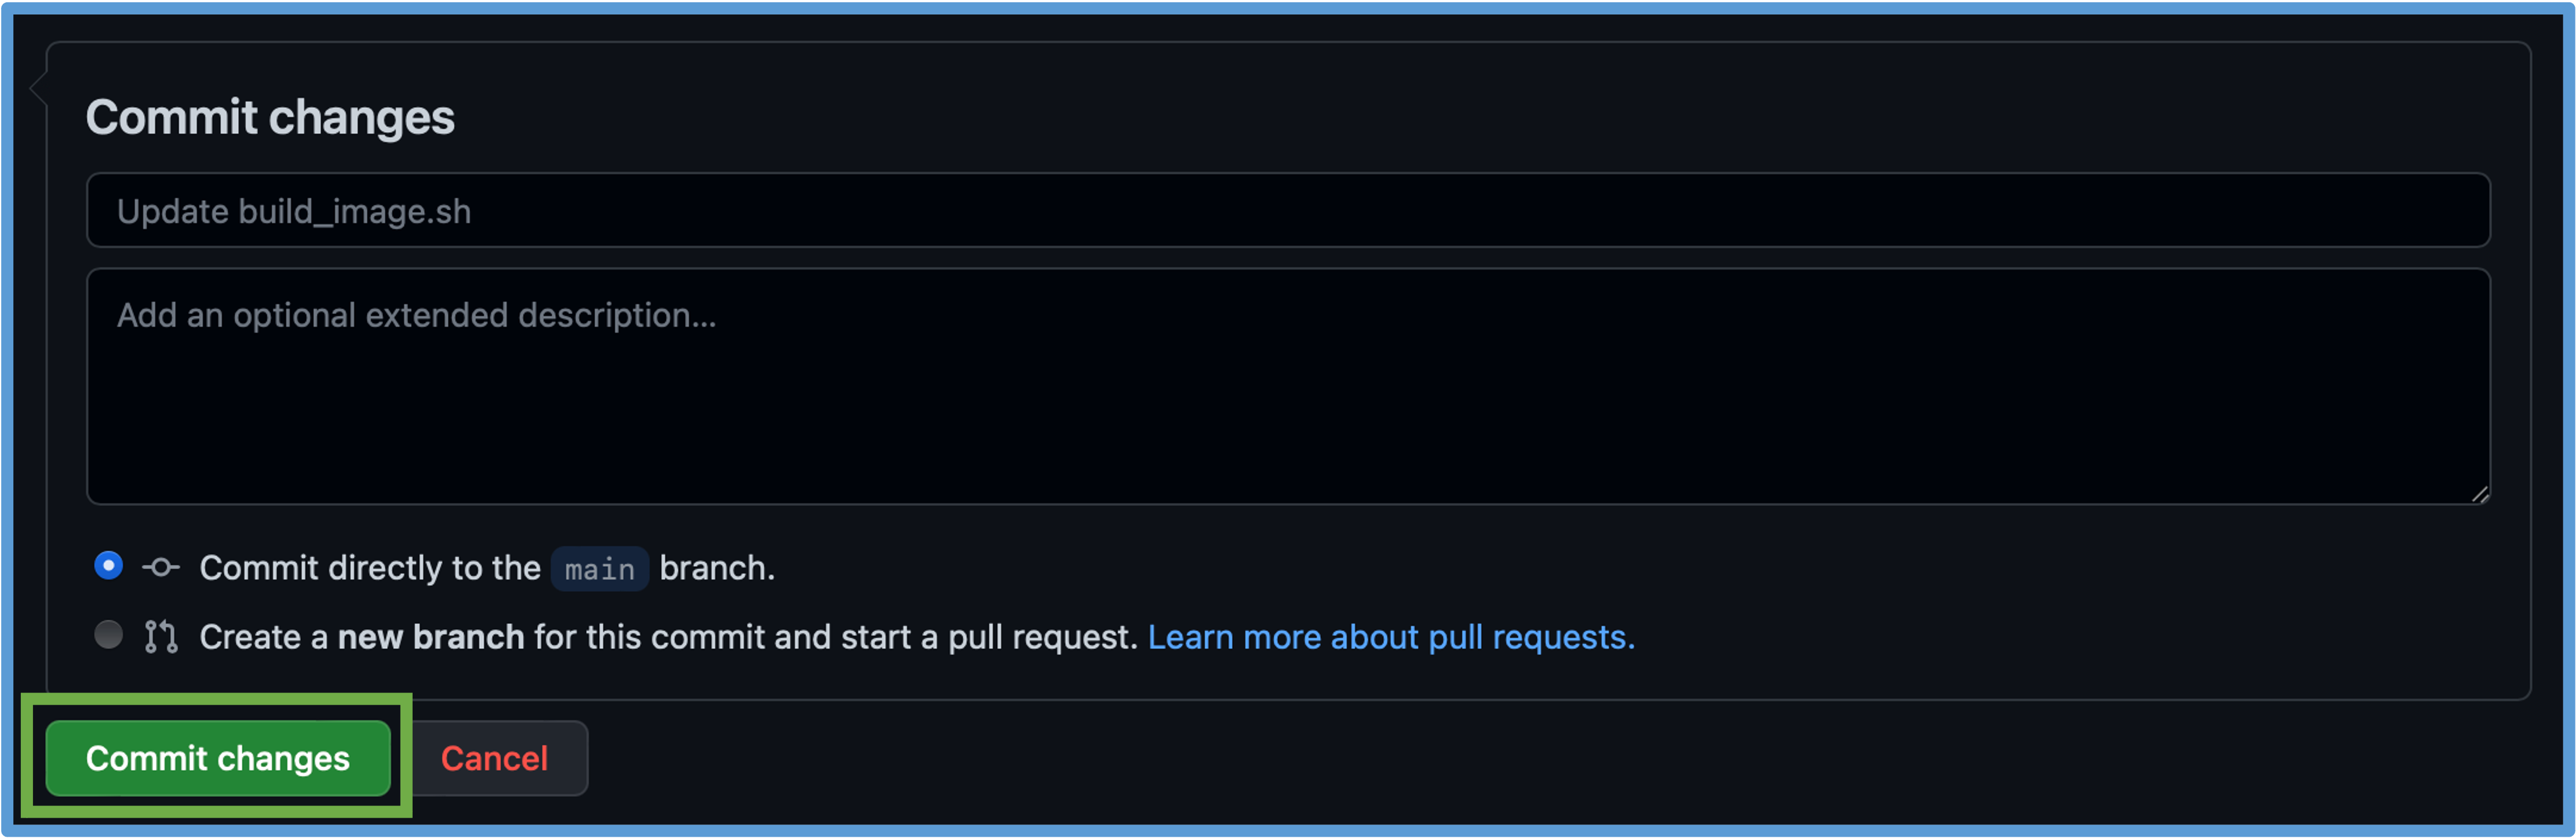 Commit changes
Update build_image.sh
Add an optional extended description...
Commit directly to the main branch.
Create a new branch for this commit and start a pull request. Learn more about pull requests.
Commit changes Cancel